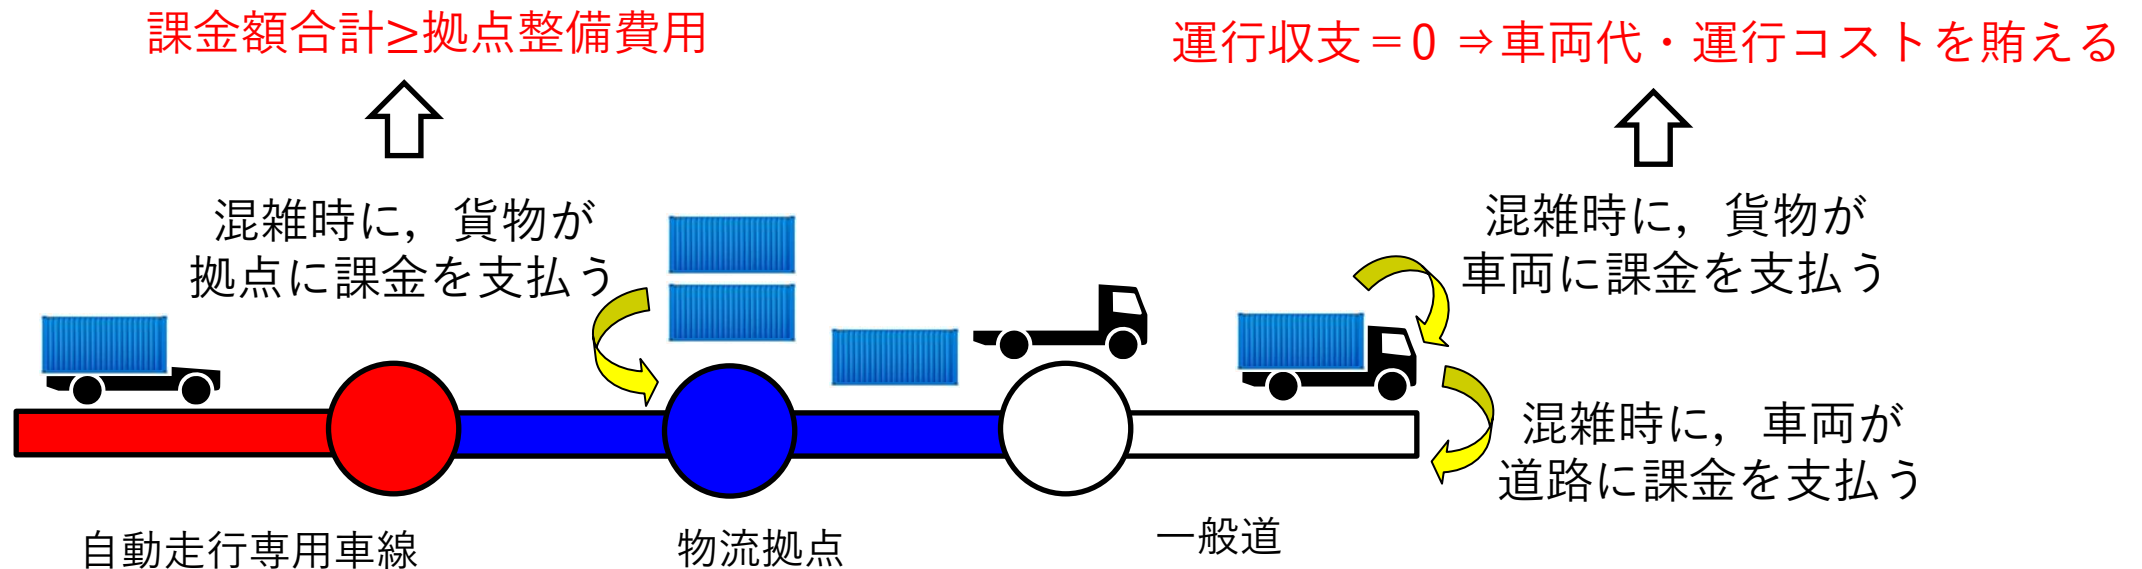 課金額合計≥拠点整備費用
運行収支＝0 ⇒車両代・運行コストを賄える
混雑時に，貨物が
拠点に課金を支払う
混雑時に，貨物が
車両に課金を支払う
混雑時に，車両が
道路に課金を支払う
自動走行専用車線
物流拠点
一般道